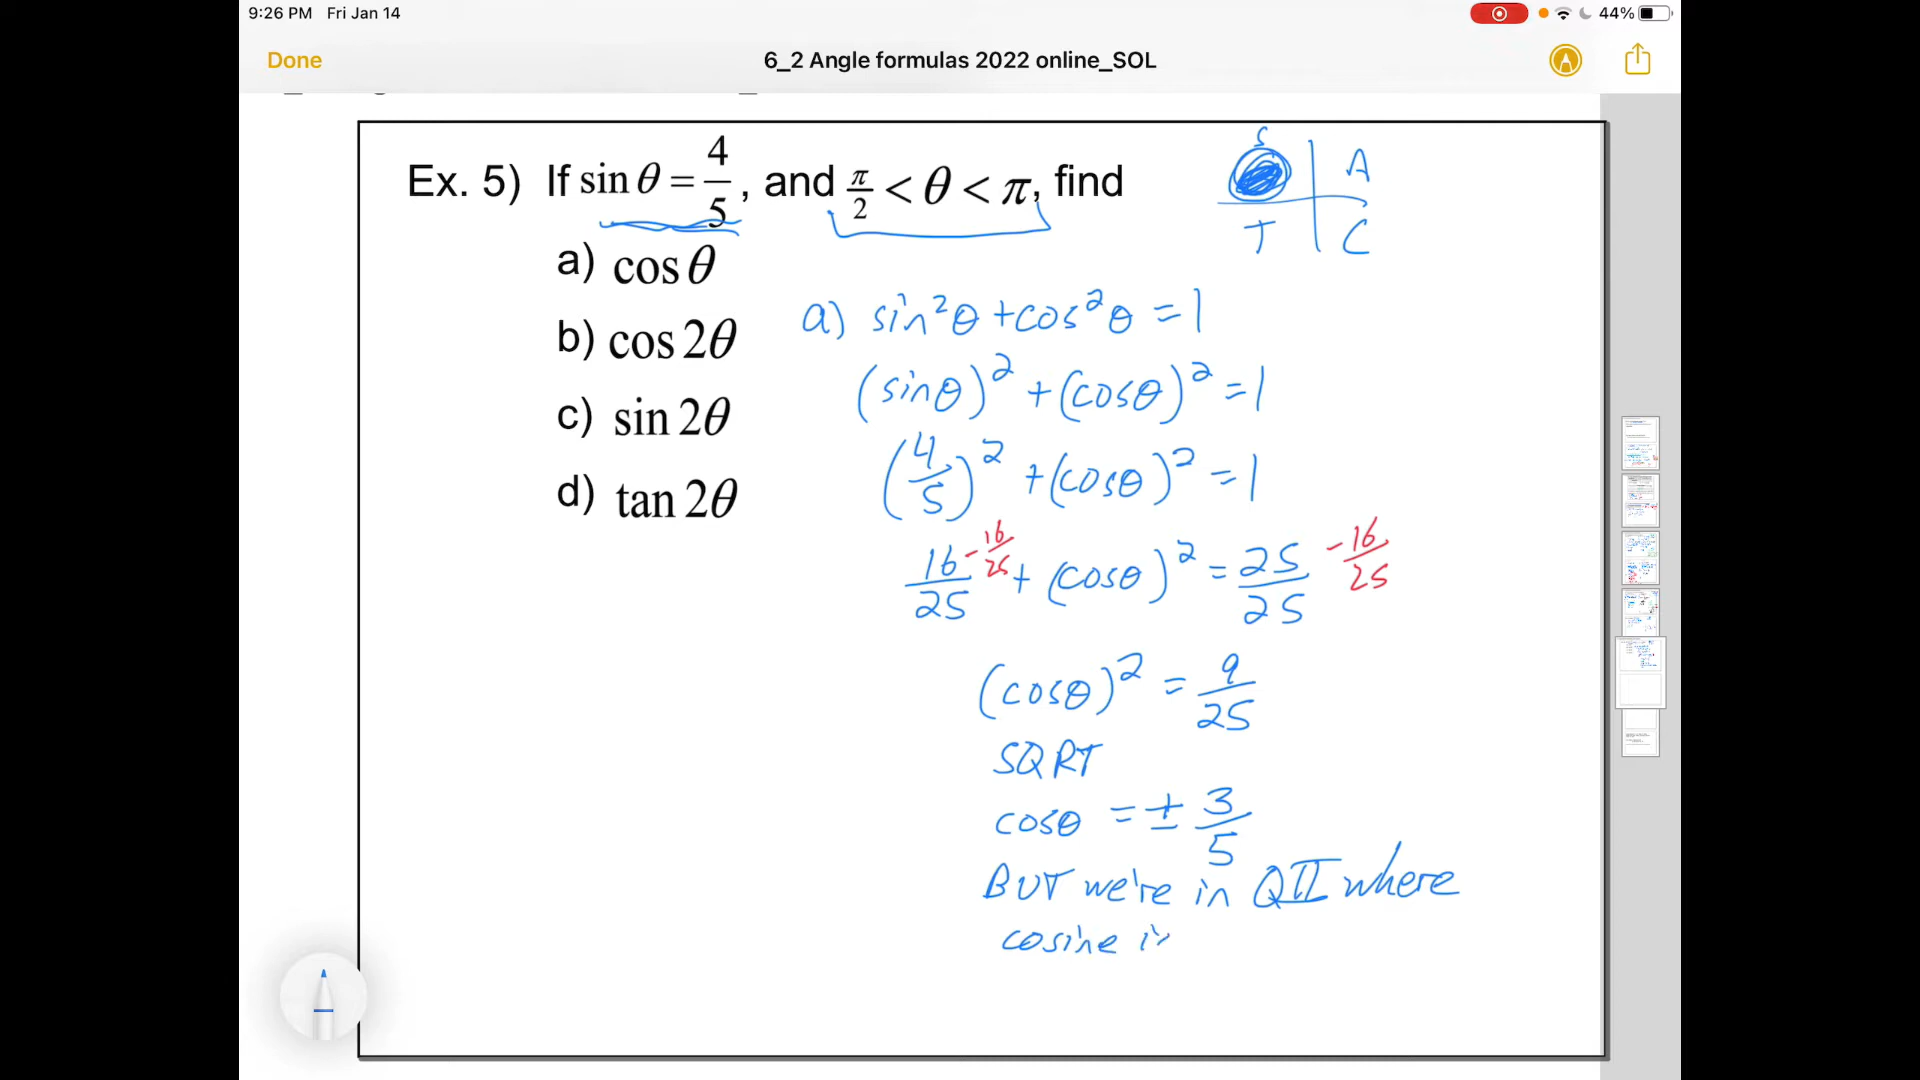 9:26 PM Fri Jan 14
44%
Done
6_2 Angle formulas 2022 online_SOL
Ex. 5) If sin θ = 4/5, and π/2 < θ < π, find
S
A
T
C
a) cos θ
b) cos 2θ
c) sin 2θ
d) tan 2θ
a) sin²θ + cos²θ = 1
(sinθ)² + (cosθ)² = 1
(4/5)² + (cosθ)² = 1
16/25 - 16/25 + (cosθ)² = 25/25 - 16/25
(cosθ)² = 9/25
SQRT
cosθ = ± 3/5
BUT we're in QII where
cosine i